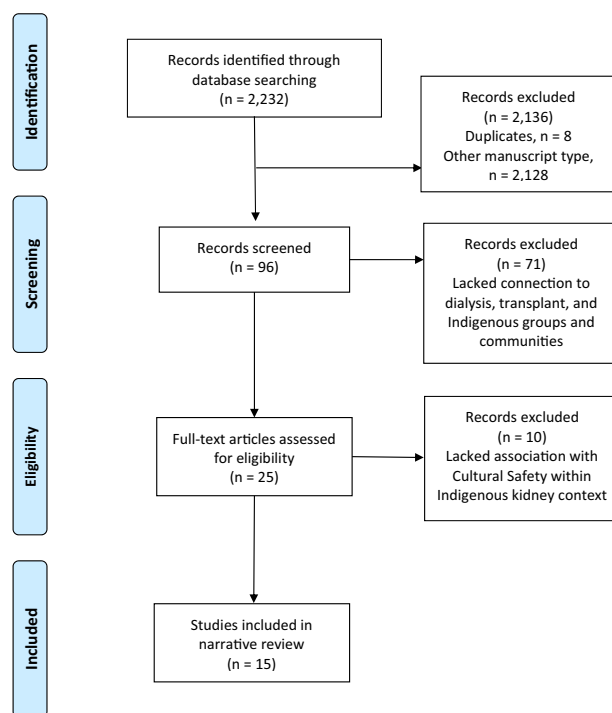 Identification
Records identified through
database searching
(n = 2,232)
Records excluded
(n = 2,136)
Duplicates, n = 8
Other manuscript type,
n = 2,128
Screening
Records screened
(n = 96)
Records excluded
(n = 71)
Lacked connection to
dialysis, transplant, and
Indigenous groups and
communities
Eligibility
Full-text articles assessed
for eligibility
(n = 25)
Records excluded
(n = 10)
Lacked association with
Cultural Safety within
Indigenous kidney context
Included
Studies included in
narrative review
(n = 15)